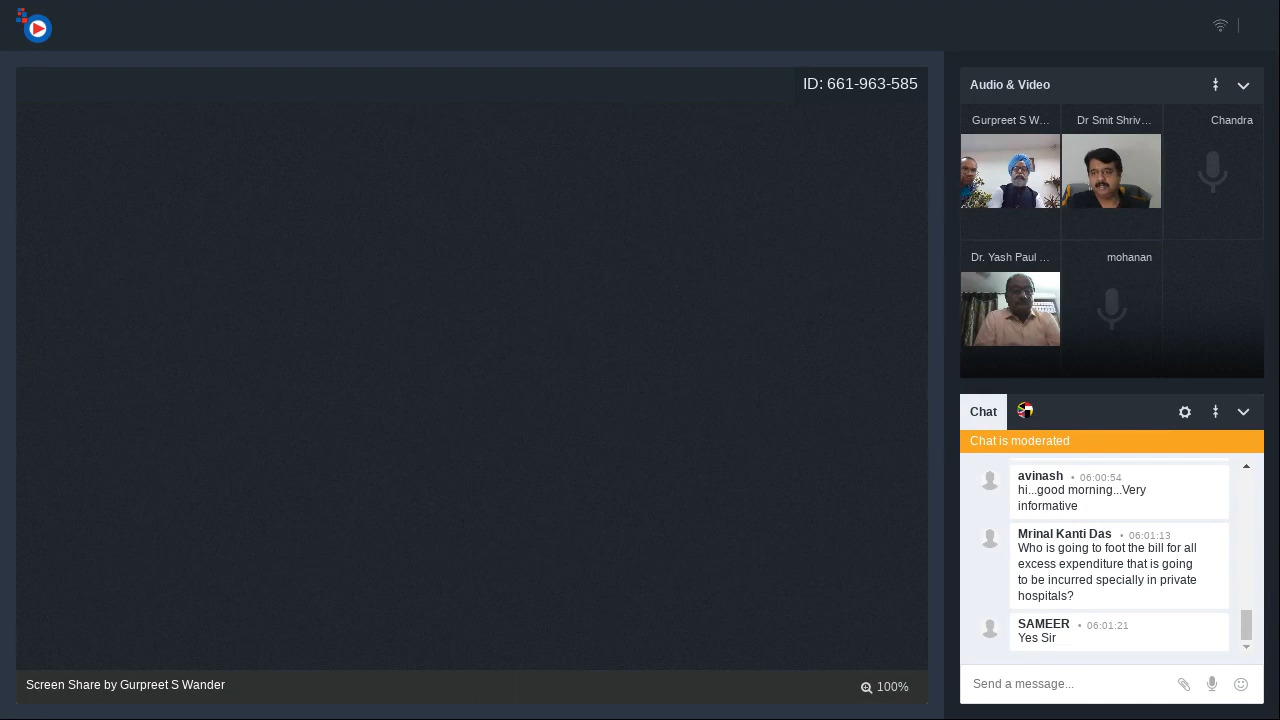 ID: 661-963-585
Screen Share by Gurpreet S Wander
100%
Audio & Video
Gurpreet S W...
Dr Smit Shriv...
Chandra
Dr. Yash Paul ...
mohanan
Chat
Chat is moderated
avinash • 06:00:54
hi...good morning...Very
informative
Mrinal Kanti Das • 06:01:13
Who is going to foot the bill for all
excess expenditure that is going
to be incurred specially in private
hospitals?
SAMEER • 06:01:21
Yes Sir
Send a message...